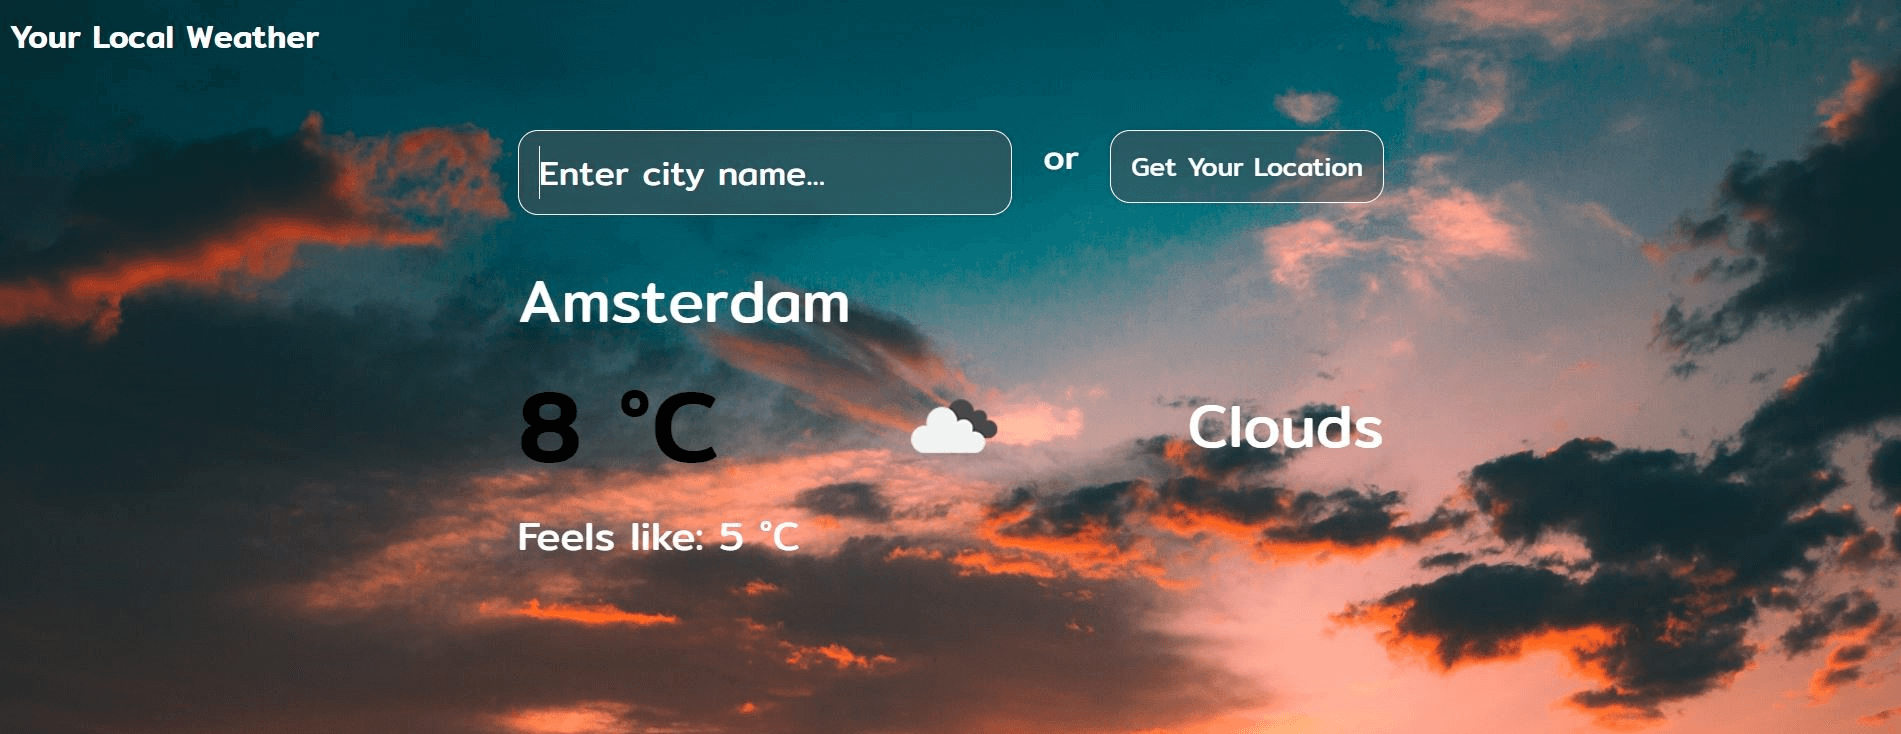 Your Local Weather
Enter city name...
or
Get Your Location
Amsterdam
8 °C
Clouds
Feels like: 5 °C